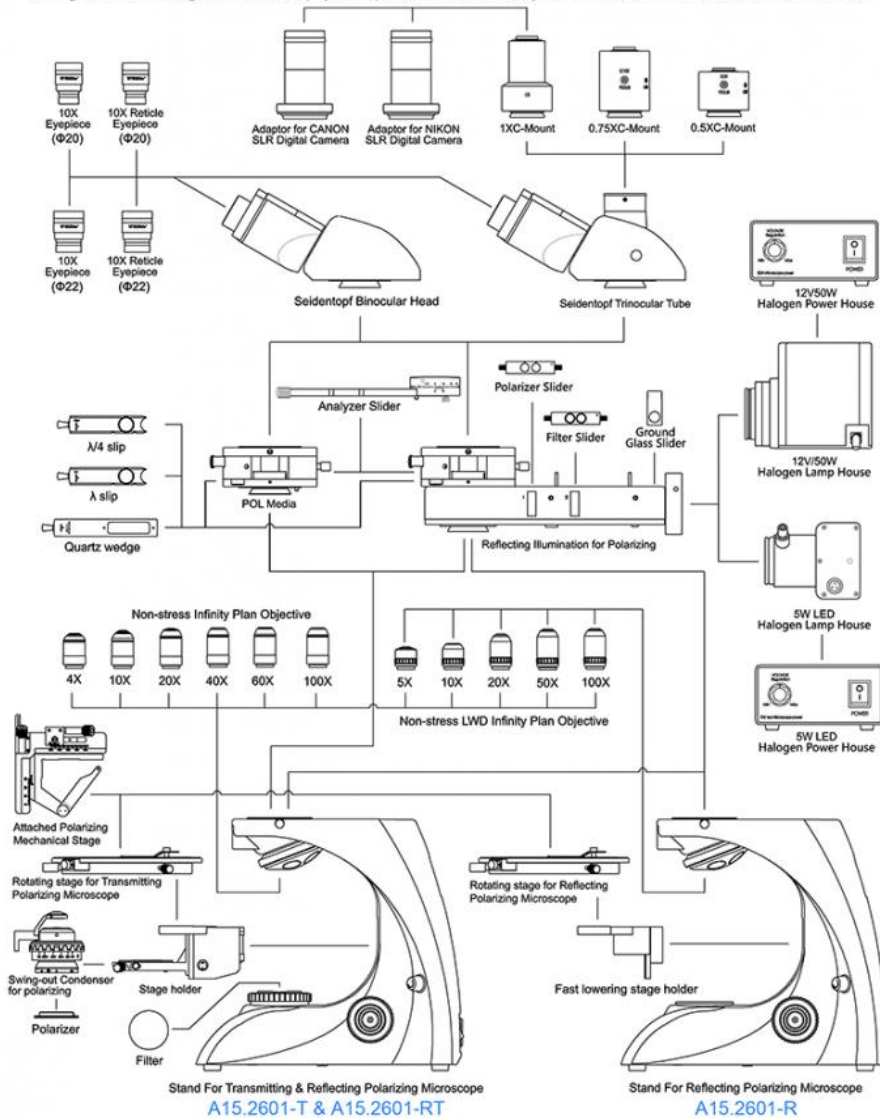 10X
Eyepiece
(Φ20)
10X Reticle
Eyepiece
(Φ20)
Adaptor for CANON
SLR Digital Camera
Adaptor for NIKON
SLR Digital Camera
1XC-Mount
0.75XC-Mount
0.5XC-Mount
10X
Eyepiece
(Φ22)
10X Reticle
Eyepiece
(Φ22)
Seidentopf Binocular Head
Seidentopf Trinocular Tube
POWER
12V50W
Halogen Power House
Analyzer Slider
Polarizer Slider
Filter Slider
Ground
Glass Slider
12V/50W
Halogen Lamp House
λ/4 slip
λ slip
Quartz wedge
POL Media
Reflecting Illumination for Polarizing
5W LED
Halogen Lamp House
Non-stress Infinity Plan Objective
4X
10X
20X
40X
60X
100X
5X
10X
20X
50X
100X
Non-stress LWD Infinity Plan Objective
POWER
5W LED
Halogen Power House
Attached Polarizing
Mechanical Stage
Rotating stage for Transmitting
Polarizing Microscope
Rotating stage for Reflecting
Polarizing Microscope
Swing-out Condenser
for polarizing
Stage holder
Fast lowering stage holder
Polarizer
Filter
Stand For Transmitting & Reflecting Polarizing Microscope
A15.2601-T & A15.2601-RT
Stand For Reflecting Polarizing Microscope
A15.2601-R